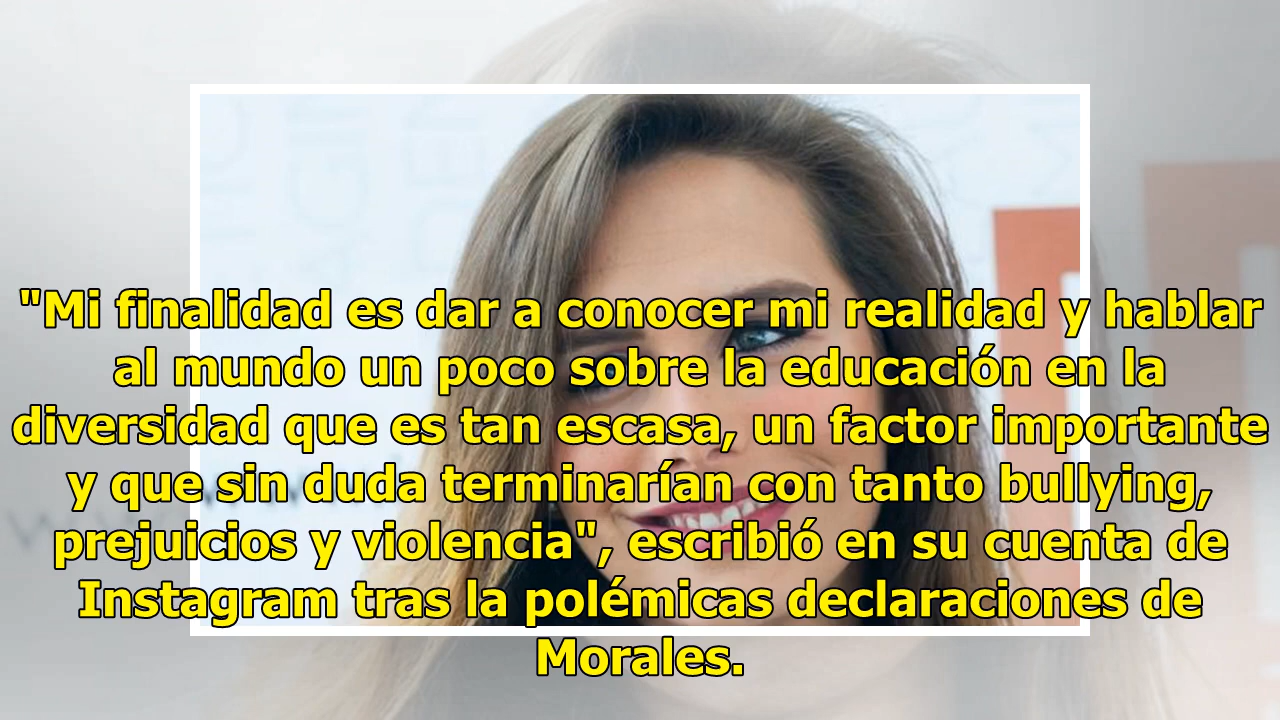 "Mi finalidad es dar a conocer mi realidad y hablar
al mundo un poco sobre la educación en la
diversidad que es tan escasa, un factor importante
y que sin duda terminarían con tanto bullying,
prejuicios y violencia", escribió en su cuenta de
Instagram tras la polémicas declaraciones de
Morales.